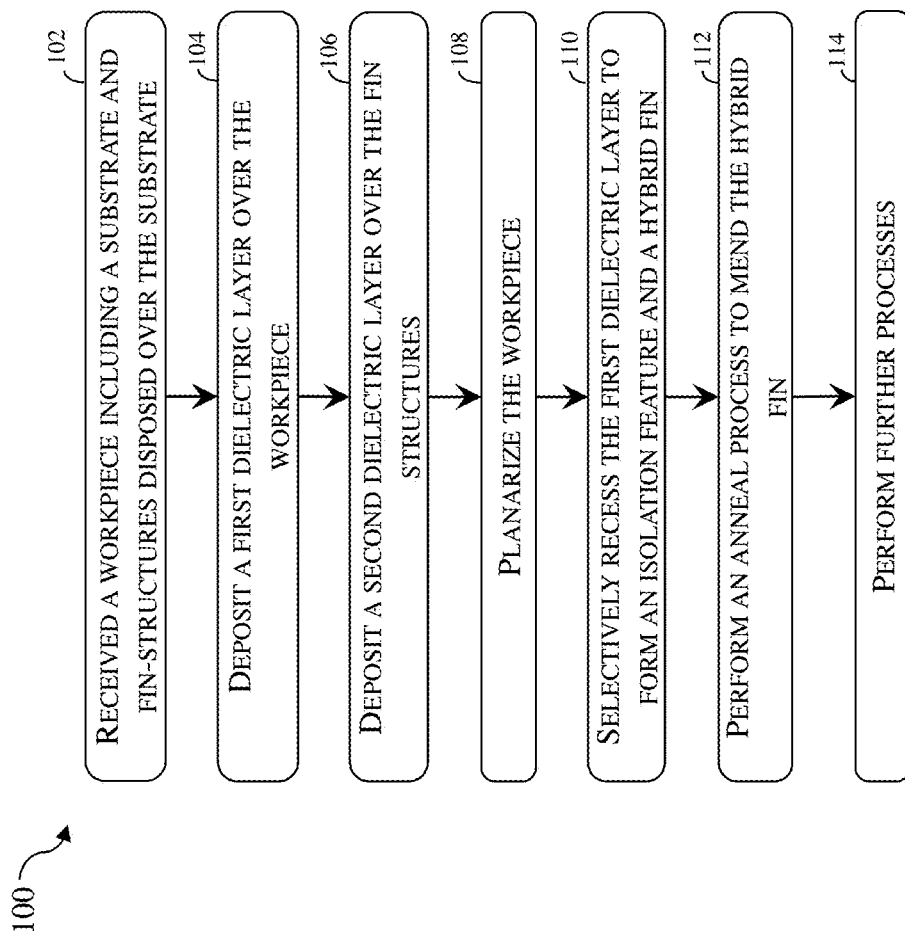 100
102
RECEIVED A WORKPIECE INCLUDING A SUBSTRATE AND
FIN-STRUCTURES DISPOSED OVER THE SUBSTRATE
104
DEPOSIT A FIRST DIELECTRIC LAYER OVER THE
WORKPIECE
106
DEPOSIT A SECOND DIELECTRIC LAYER OVER THE FIN
STRUCTURES
108
PLANARIZE THE WORKPIECE
110
SELECTIVELY RECESS THE FIRST DIELECTRIC LAYER TO
FORM AN ISOLATION FEATURE AND A HYBRID FIN
112
PERFORM AN ANNEAL PROCESS TO MEND THE HYBRID
FIN
114
PERFORM FURTHER PROCESSES